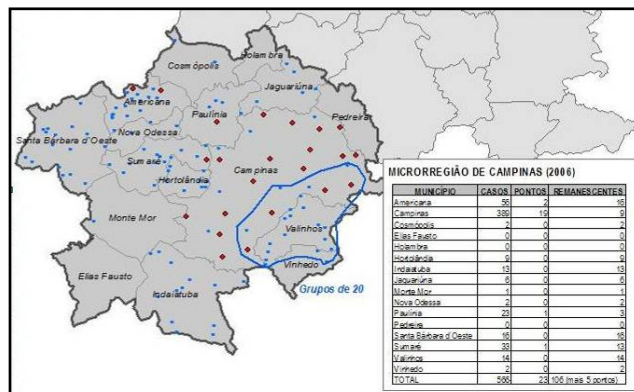 Holambra
Cosmópolis
Americana
Jaguariúna
Paulínia
Pedreira
Nova Odessa
Santa Bárbara d'Oeste
Sumaré
Campinas
Hortolândia
Monte Mor
Valinhos
Elias Fausto
Vinhedo
Indaiatuba
Grupos de 20
MICRORREGIÃO DE CAMPINAS (2006)
MUNICÍPIO CASOS PONTOS REMANESCENTES
Americana 56 2 16
Campinas 389 19 9
Cosmópolis 2 0 2
Elias Fausto 0 0 0
Holambra 0 0 0
Hortolândia 9 0 9
Indaiatuba 13 0 13
Jaguariúna 6 0 6
Monte Mor 1 0 1
Nova Odessa 2 0 2
Paulínia 23 1 3
Pedreira 0 0 0
Santa Bárbara d'Oeste 16 0 16
Sumaré 33 1 13
Valinhos 14 0 14
Vinhedo 2 0 2
TOTAL 566 23 106 (mais 5 pontos)